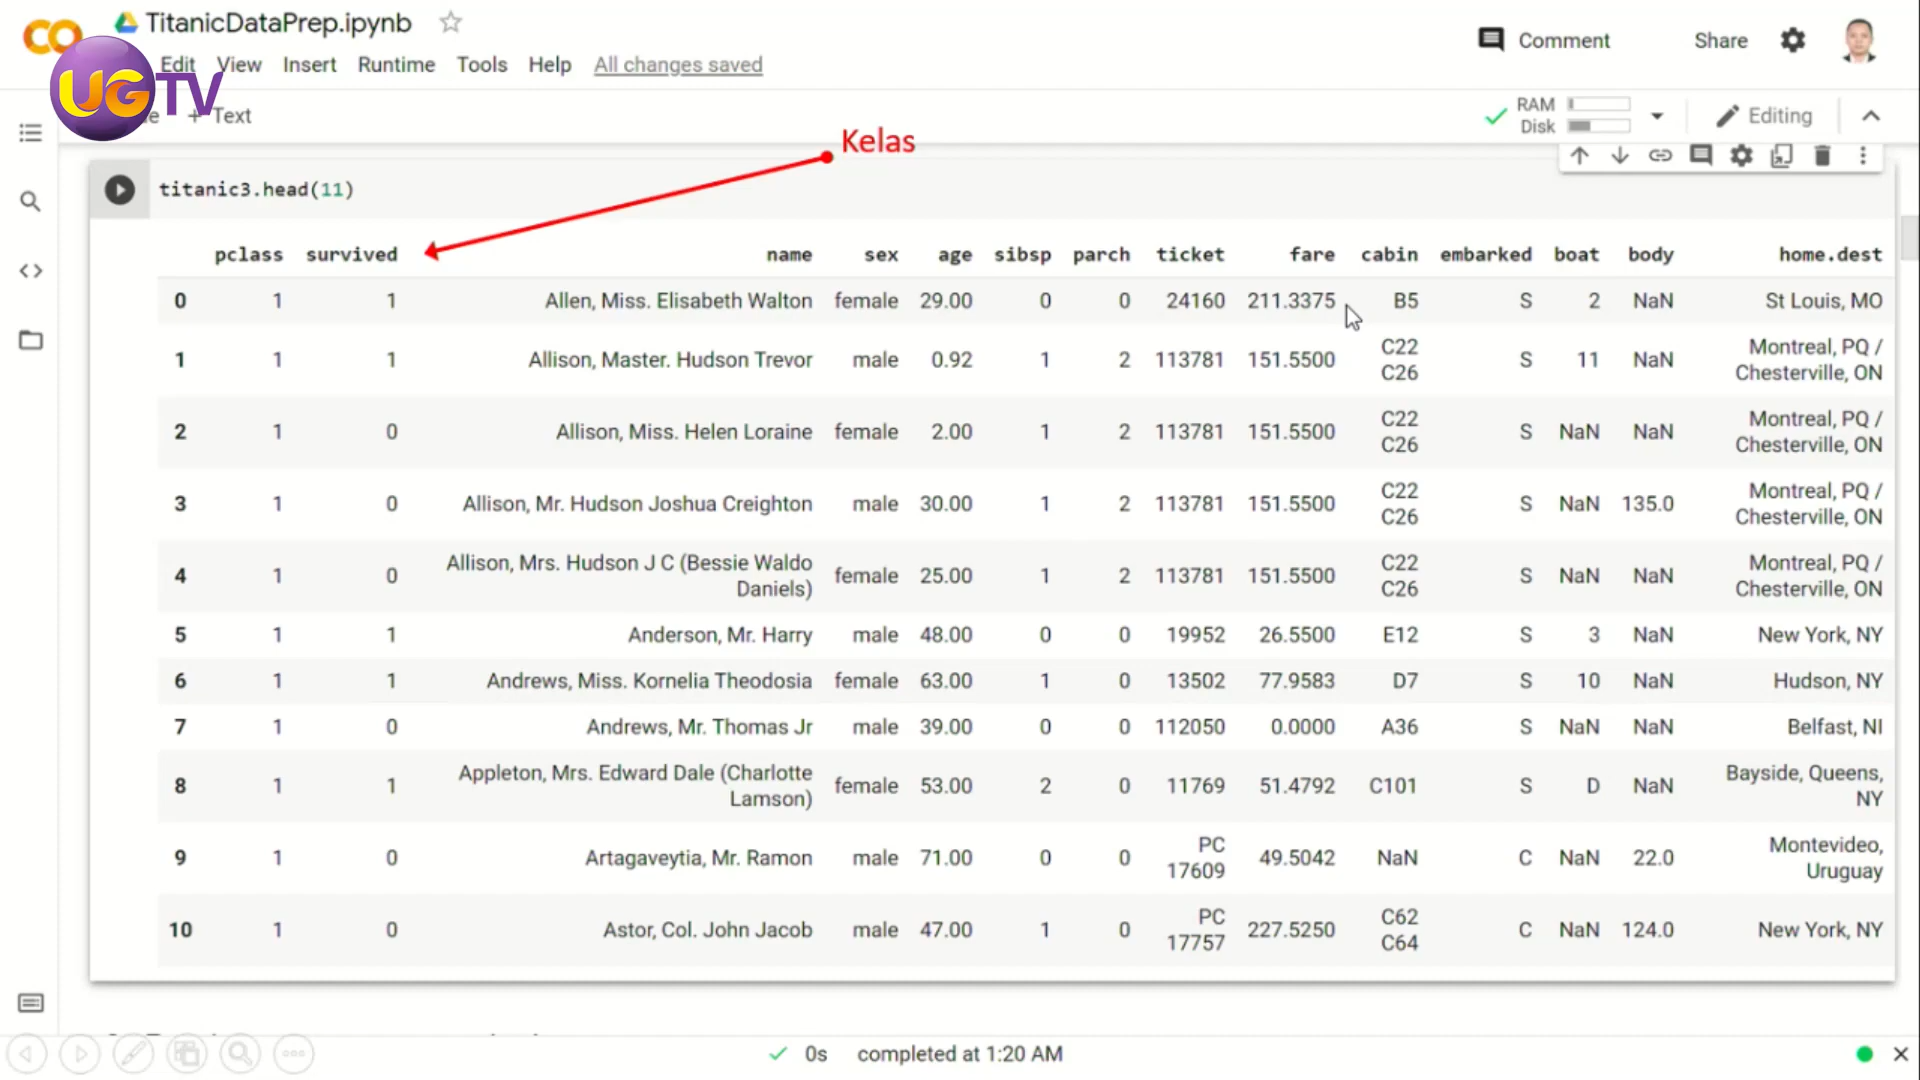 TitanicDataPrep.ipynb
Edit View Insert Runtime Tools Help All changes saved
Comment Share
UGTV
+ Text
RAM
Disk
Editing
Kelas
titanic3.head(11)
pclass survived name sex age sibsp parch ticket fare cabin embarked boat body home.dest
0 1 1 Allen, Miss. Elisabeth Walton female 29.00 0 0 24160 211.3375 B5 S 2 NaN St Louis, MO
1 1 1 Allison, Master. Hudson Trevor male 0.92 1 2 113781 151.5500 C22 C26 S 11 NaN Montreal, PQ / Chesterville, ON
2 1 0 Allison, Miss. Helen Loraine female 2.00 1 2 113781 151.5500 C22 C26 S NaN NaN Montreal, PQ / Chesterville, ON
3 1 0 Allison, Mr. Hudson Joshua Creighton male 30.00 1 2 113781 151.5500 C22 C26 S NaN 135.0 Montreal, PQ / Chesterville, ON
4 1 0 Allison, Mrs. Hudson J C (Bessie Waldo Daniels) female 25.00 1 2 113781 151.5500 C22 C26 S NaN NaN Montreal, PQ / Chesterville, ON
5 1 1 Anderson, Mr. Harry male 48.00 0 0 19952 26.5500 E12 S 3 NaN New York, NY
6 1 1 Andrews, Miss. Kornelia Theodosia female 63.00 1 0 13502 77.9583 D7 S 10 NaN Hudson, NY
7 1 0 Andrews, Mr. Thomas Jr male 39.00 0 0 112050 0.0000 A36 S NaN NaN Belfast, NI
8 1 1 Appleton, Mrs. Edward Dale (Charlotte Lamson) female 53.00 2 0 11769 51.4792 C101 S D NaN Bayside, Queens, NY
9 1 0 Artagaveytia, Mr. Ramon male 71.00 0 0 PC 17609 49.5042 NaN C NaN 22.0 Montevideo, Uruguay
10 1 0 Astor, Col. John Jacob male 47.00 1 0 PC 17757 227.5250 C62 C64 C NaN 124.0 New York, NY
0s completed at 1:20 AM